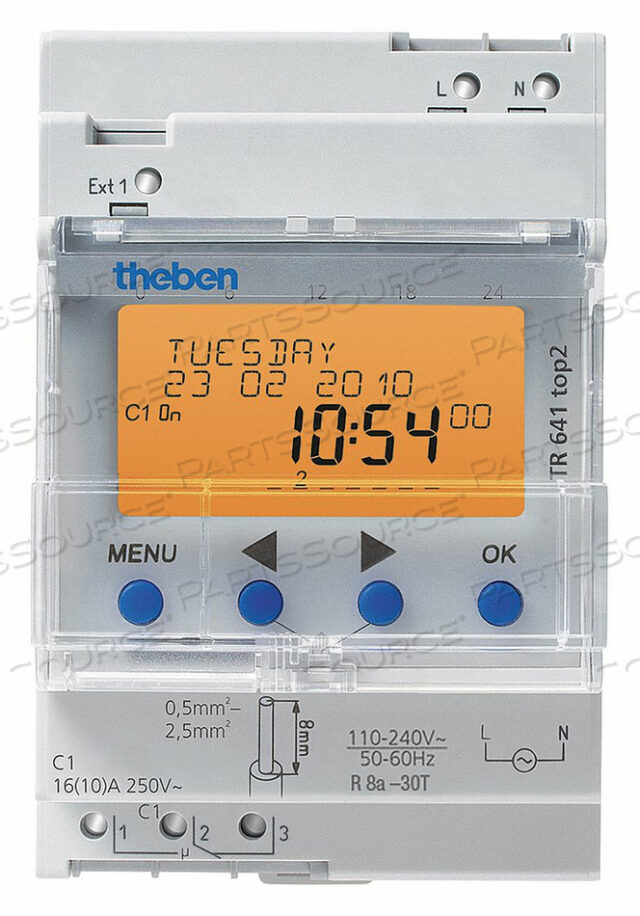 L N
Ext 1
theben
0 6 12 18 24
TUESDAY
23 02 2010
C1 On 10:54 00
2
TR 641 top2
MENU OK
0,5mm²–
2,5mm²
8mm
C1
16(10)A 250V~
110-240V~
50-60Hz
R 8a –30T
L N
C1
1 2 3
µ
PARTSSOURCE